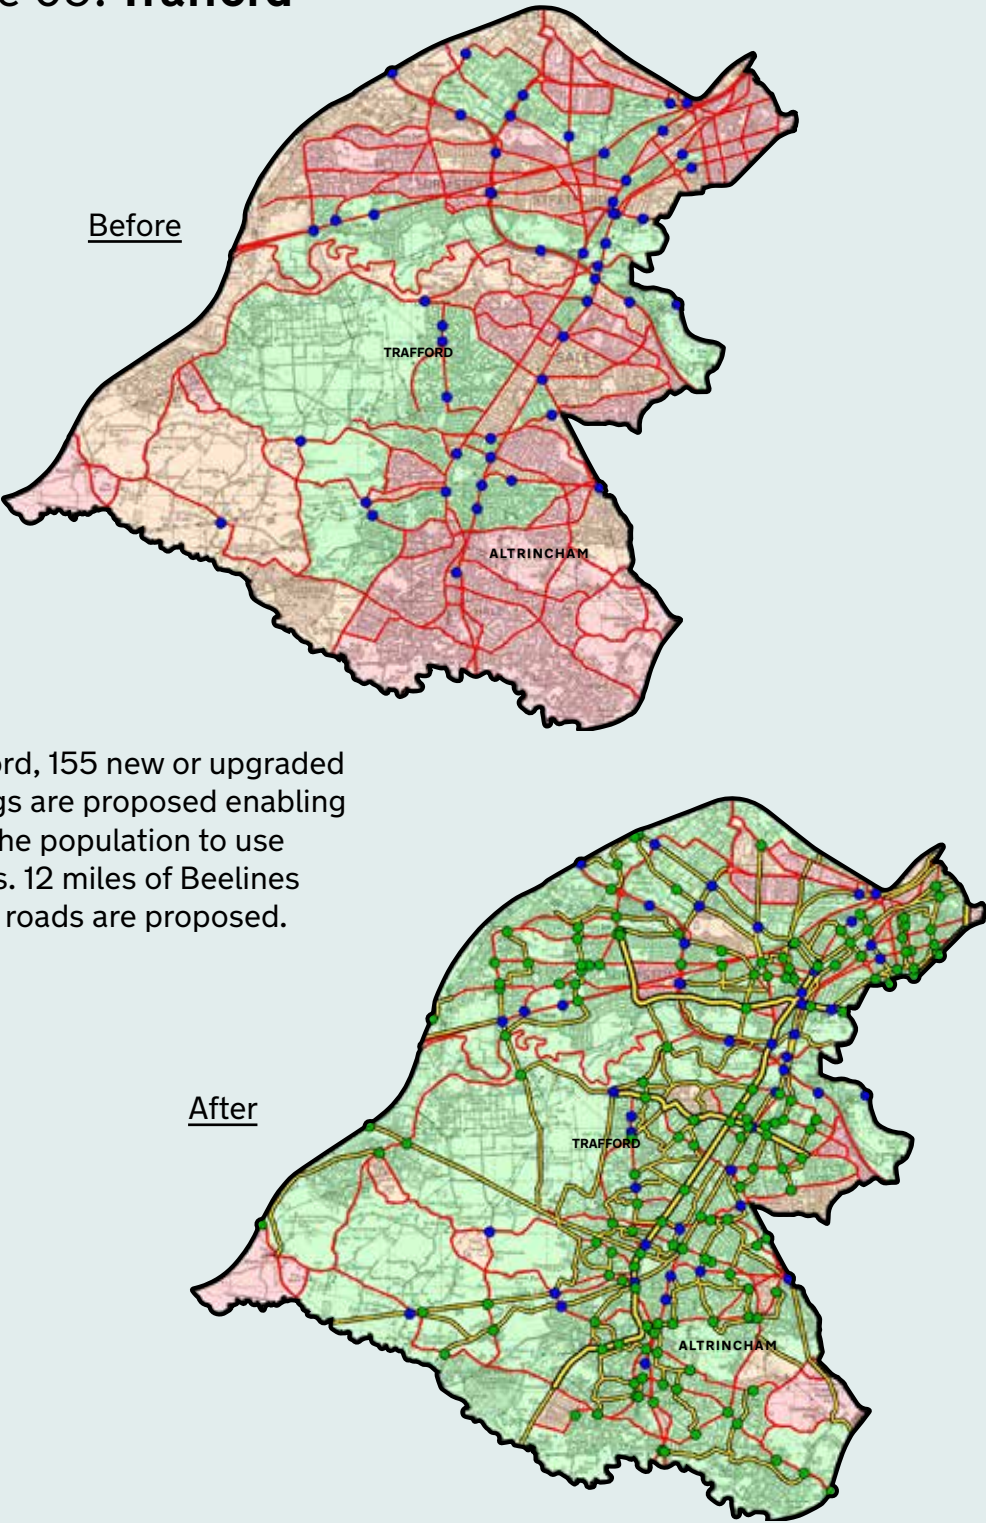 e 08: Trafford
Before
TRAFFORD
SALE
ALTRINCHAM
ord, 155 new or upgraded
gs are proposed enabling
he population to use
s. 12 miles of Beelines
roads are proposed.
After
TRAFFORD
ALTRINCHAM